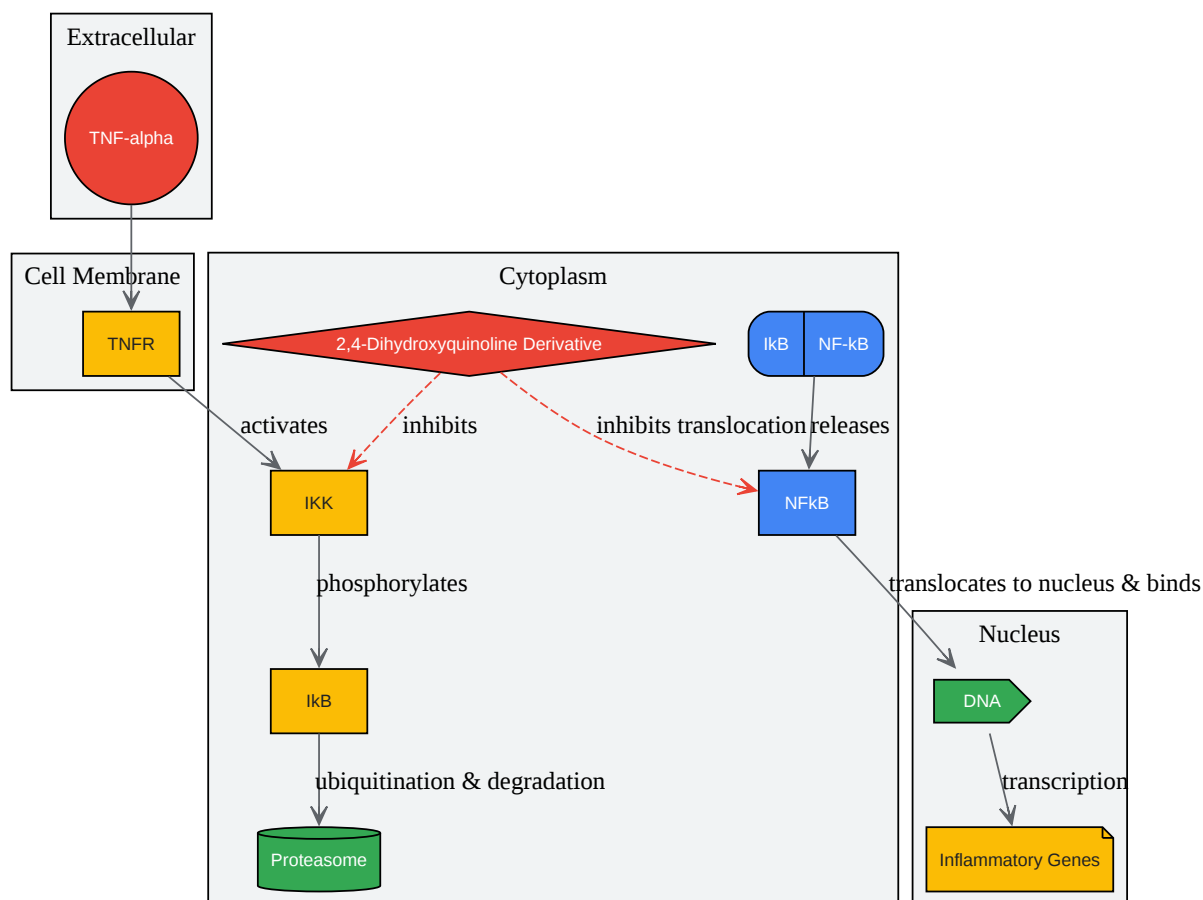 Extracellular
TNF-alpha
Cell Membrane
TNFR
Cytoplasm
2,4-Dihydroxyquinoline Derivative
IkB
NF-kB
activates
inhibits
inhibits translocation
releases
IKK
NFkB
phosphorylates
translocates to nucleus & binds
Nucleus
IkB
DNA
ubiquitination & degradation
transcription
Proteasome
Inflammatory Genes